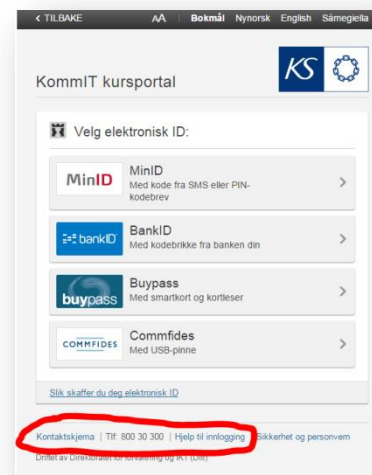 < TILBAKE AA | Bokmål Nynorsk English Sámegiella
KommIT kursportal
KS
Velg elektronisk ID:
MinID
MinID
Med kode fra SMS eller PIN-
kodebrev
bankID
BankID
Med kodebrikke fra banken din
buypass
Buypass
Med smartkort og kortleser
COMMFIDES
Commfides
Med USB-pinne
Slik skaffer du deg elektronisk ID
Kontaktskjema | Tlf: 800 30 300 | Hjelp til innlogging | Sikkerhet og personvern
Driftet av Direktoratet for forvaltning og IKT (Difi)